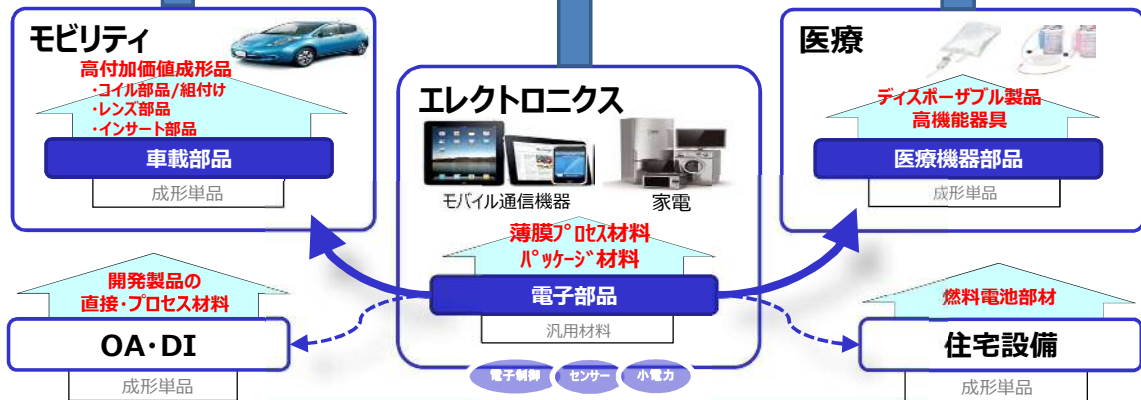 モビリティ
高付加価値成形品
・コイル部品/組付け
・レンズ部品
・インサート部品
車載部品
成形単品
エレクトロニクス
モバイル通信機器
家電
薄膜ﾌﾟﾛｾｽ材料
ﾊﾟｯｹｰｼﾞ材料
電子部品
汎用材料
電子制御
センサー
小電力
医療
ディスポーザブル製品
高機能器具
医療機器部品
成形単品
開発製品の
直接・プロセス材料
OA・DI
成形単品
燃料電池部材
住宅設備
成形単品